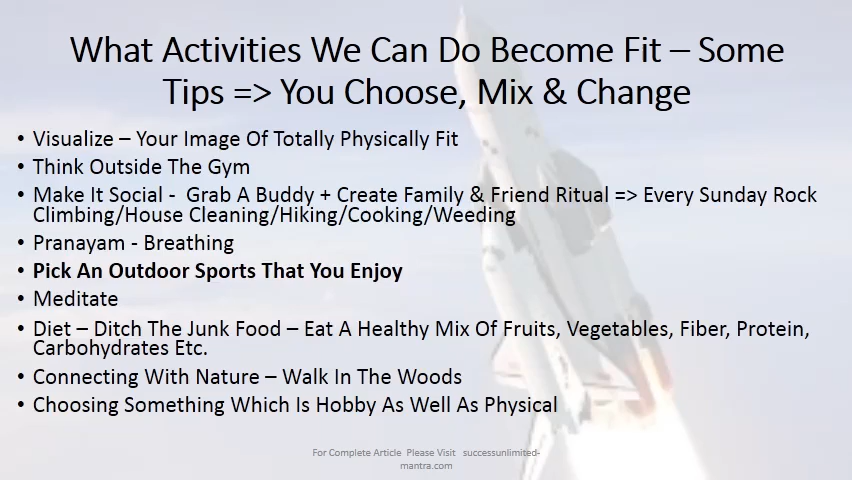 What Activities We Can Do Become Fit – Some
Tips => You Choose, Mix & Change
• Visualize – Your Image Of Totally Physically Fit
• Think Outside The Gym
• Make It Social -  Grab A Buddy + Create Family & Friend Ritual => Every Sunday Rock
Climbing/House Cleaning/Hiking/Cooking/Weeding
• Pranayam - Breathing
• Pick An Outdoor Sports That You Enjoy
• Meditate
• Diet – Ditch The Junk Food – Eat A Healthy Mix Of Fruits, Vegetables, Fiber, Protein,
Carbohydrates Etc.
• Connecting With Nature – Walk In The Woods
• Choosing Something Which Is Hobby As Well As Physical
For Complete Article  Please Visit   successunlimited-
mantra.com